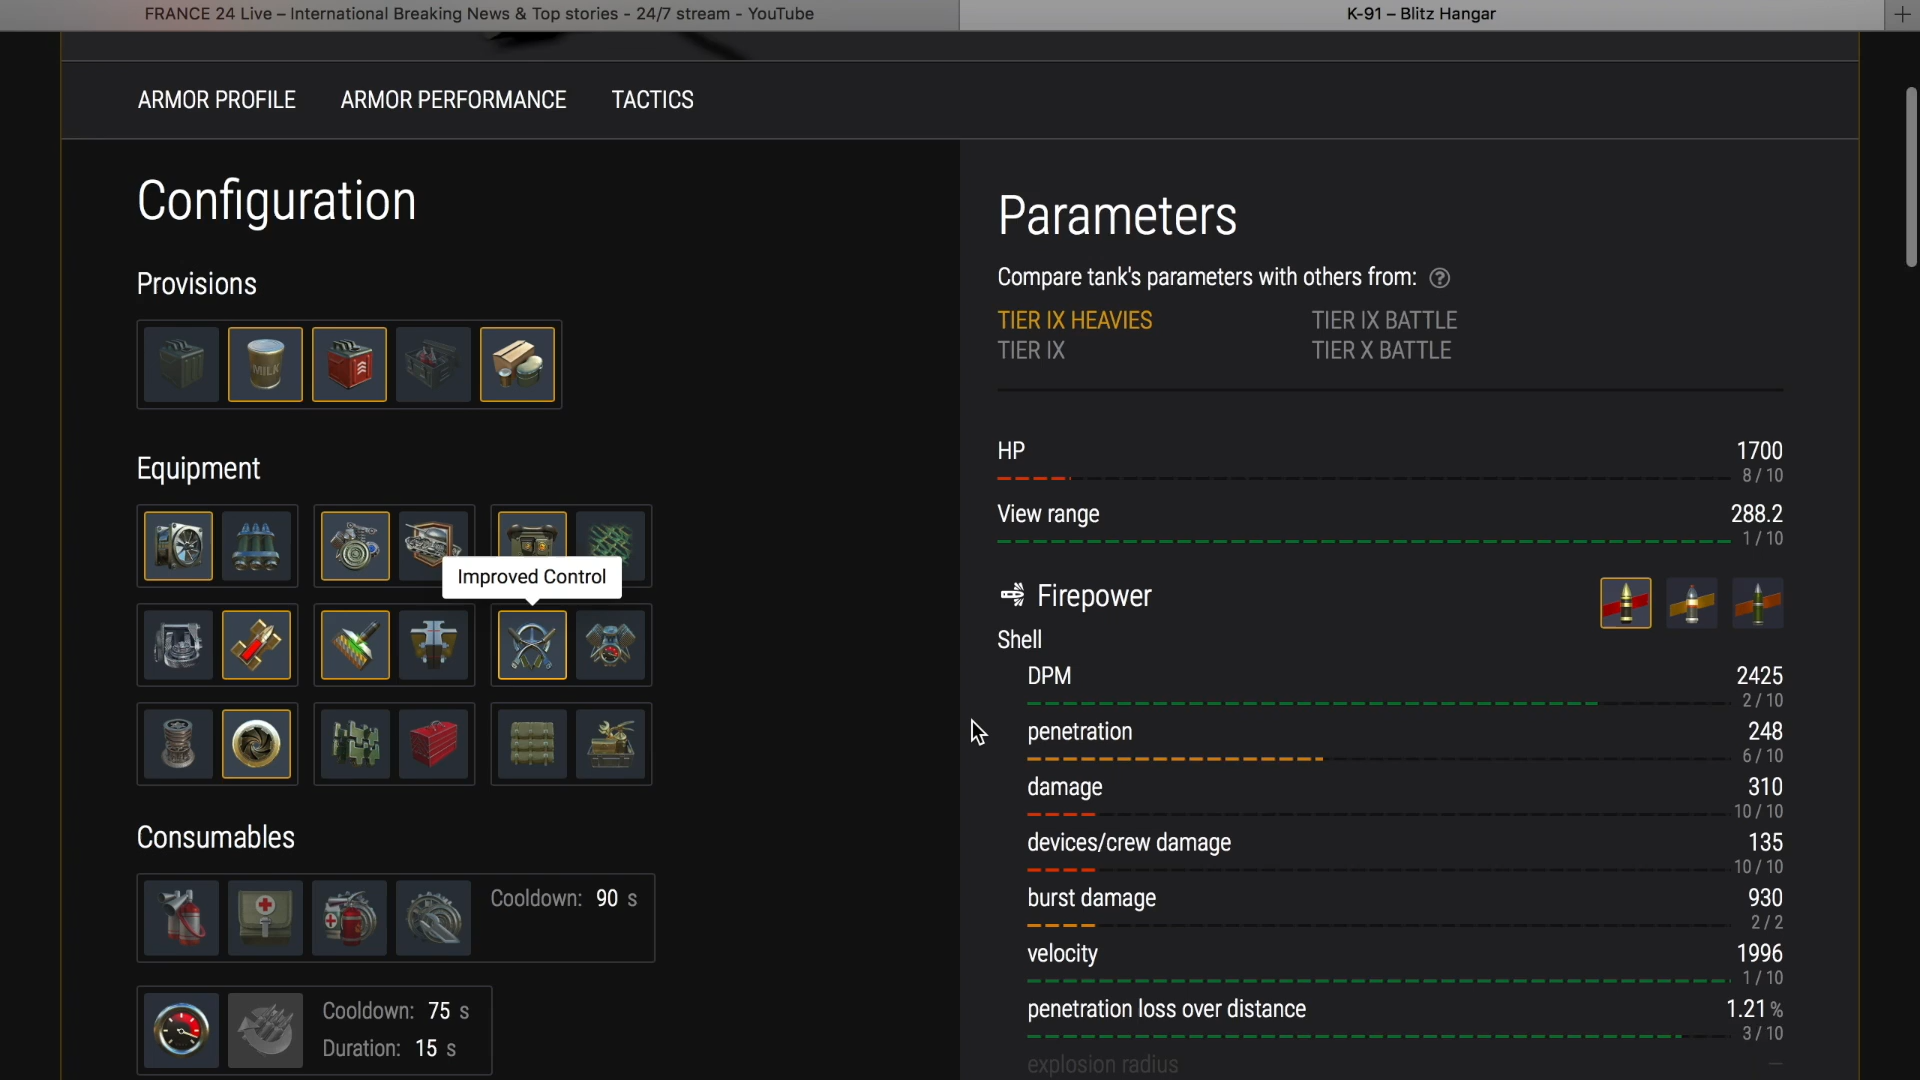 FRANCE 24 Live – International Breaking News & Top stories - 24/7 stream - YouTube
K-91 – Blitz Hangar
ARMOR PROFILE
ARMOR PERFORMANCE
TACTICS
Configuration
Provisions
MILK
Equipment
Improved Control
Consumables
Cooldown: 90 s
Cooldown: 75 s
Duration: 15 s
Parameters
Compare tank's parameters with others from: ?
TIER IX HEAVIES
TIER IX BATTLE
TIER IX
TIER X BATTLE
HP 1700
8 / 10
View range 288.2
1 / 10
Firepower
Shell
DPM 2425
2 / 10
penetration 248
6 / 10
damage 310
10 / 10
devices/crew damage 135
10 / 10
burst damage 930
2 / 2
velocity 1996
1 / 10
penetration loss over distance 1.21 %
3 / 10
explosion radius –